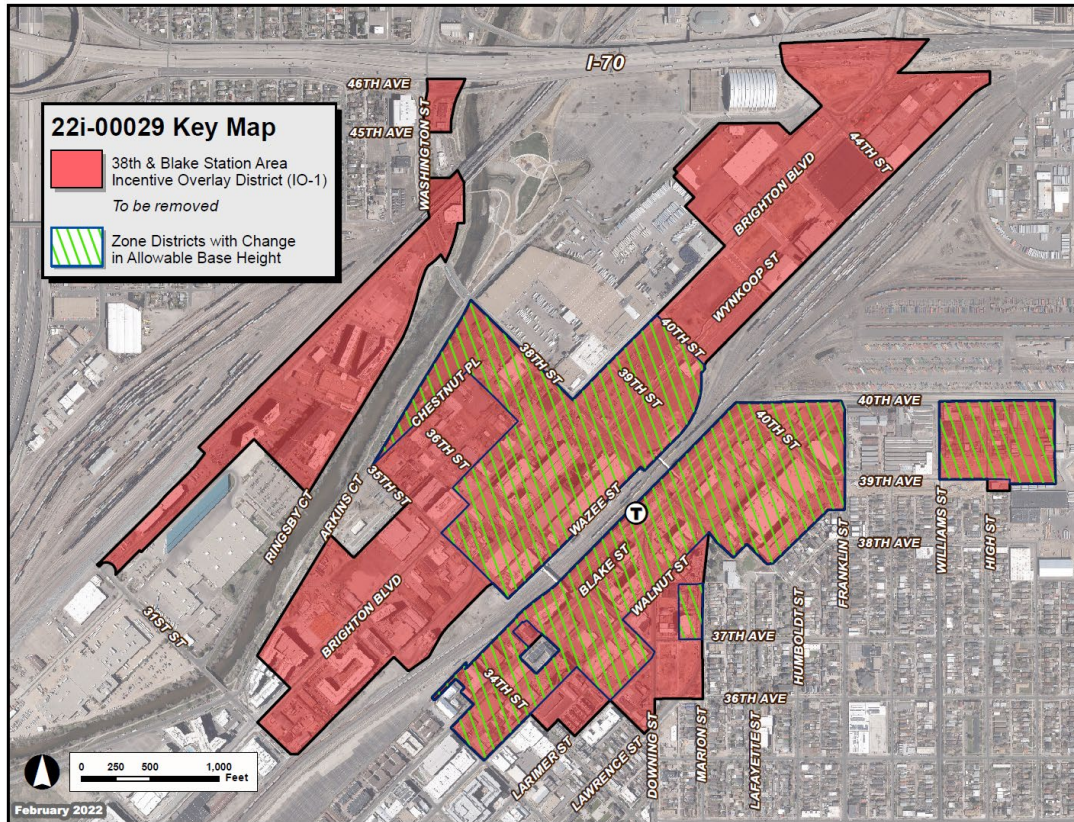 I-70
46TH AVE
45TH AVE
WASHINGTON ST
22i-00029 Key Map
38th & Blake Station Area
Incentive Overlay District (IO-1)
To be removed
Zone Districts with Change
in Allowable Base Height
BRIGHTON BLVD
44TH ST
WYNKOOP ST
40TH ST
38TH ST
39TH ST
CHESTNUT PL
36TH ST
35TH ST
40TH AVE
40TH ST
39TH AVE
38TH AVE
WAZEE ST
T
RINGSBY CT
ARKINS CT
BLAKE ST
WALNUT ST
FRANKLIN ST
WILLIAMS ST
HIGH ST
HUMBOLDT ST
31ST ST
BRIGHTON BLVD
37TH AVE
34TH ST
36TH AVE
LARIMER ST
LAWRENCE ST
DOWNING ST
MARION ST
LAFAYETTE ST
0 250 500 1,000
Feet
February 2022